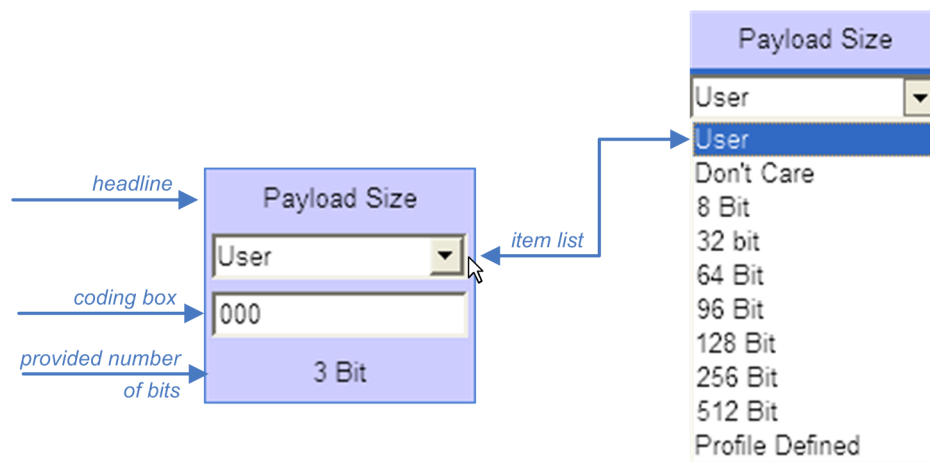 headline
Payload Size
User
item list
coding box
000
provided number
of bits
3 Bit
Payload Size
User
User
Don't Care
8 Bit
32 bit
64 Bit
96 Bit
128 Bit
256 Bit
512 Bit
Profile Defined